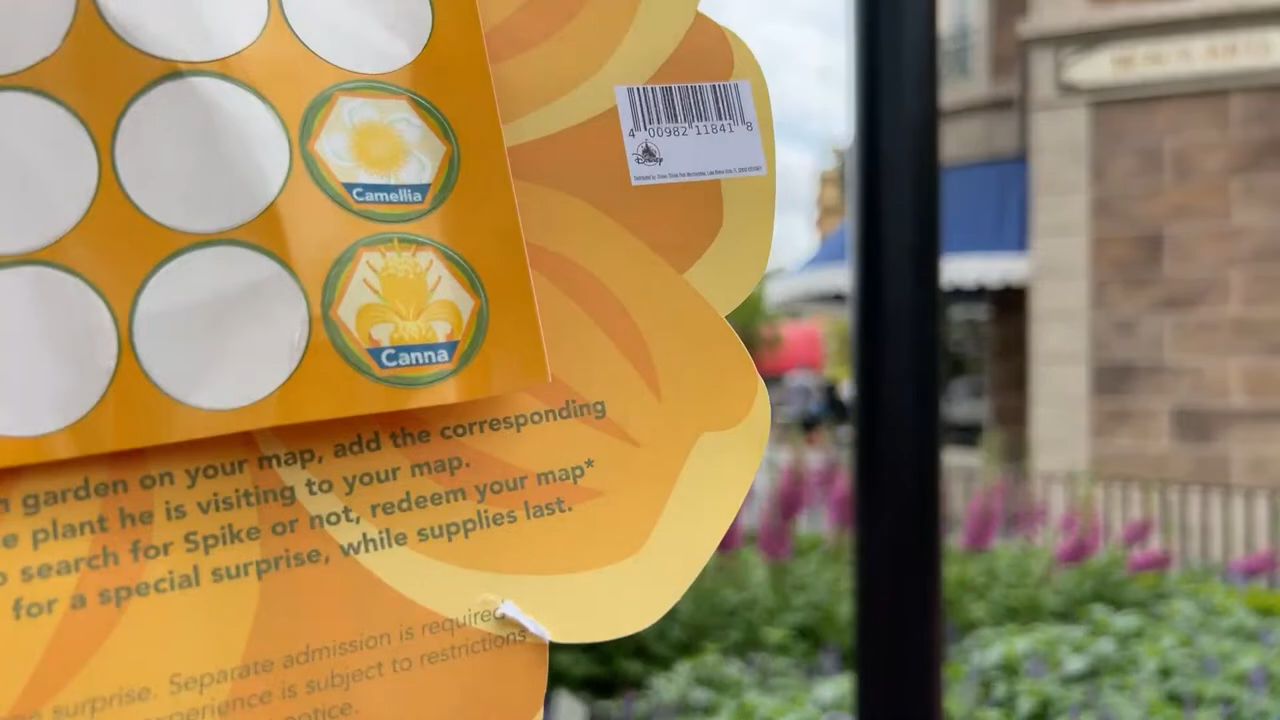 4 00982 11841 8
Disney
Camellia
Canna
garden on your map, add the corresponding
plant he is visiting to your map.
search for Spike or not, redeem your map*
for a special surprise, while supplies last.
surprise. Separate admission is required
experience is subject to restrictions
notice.